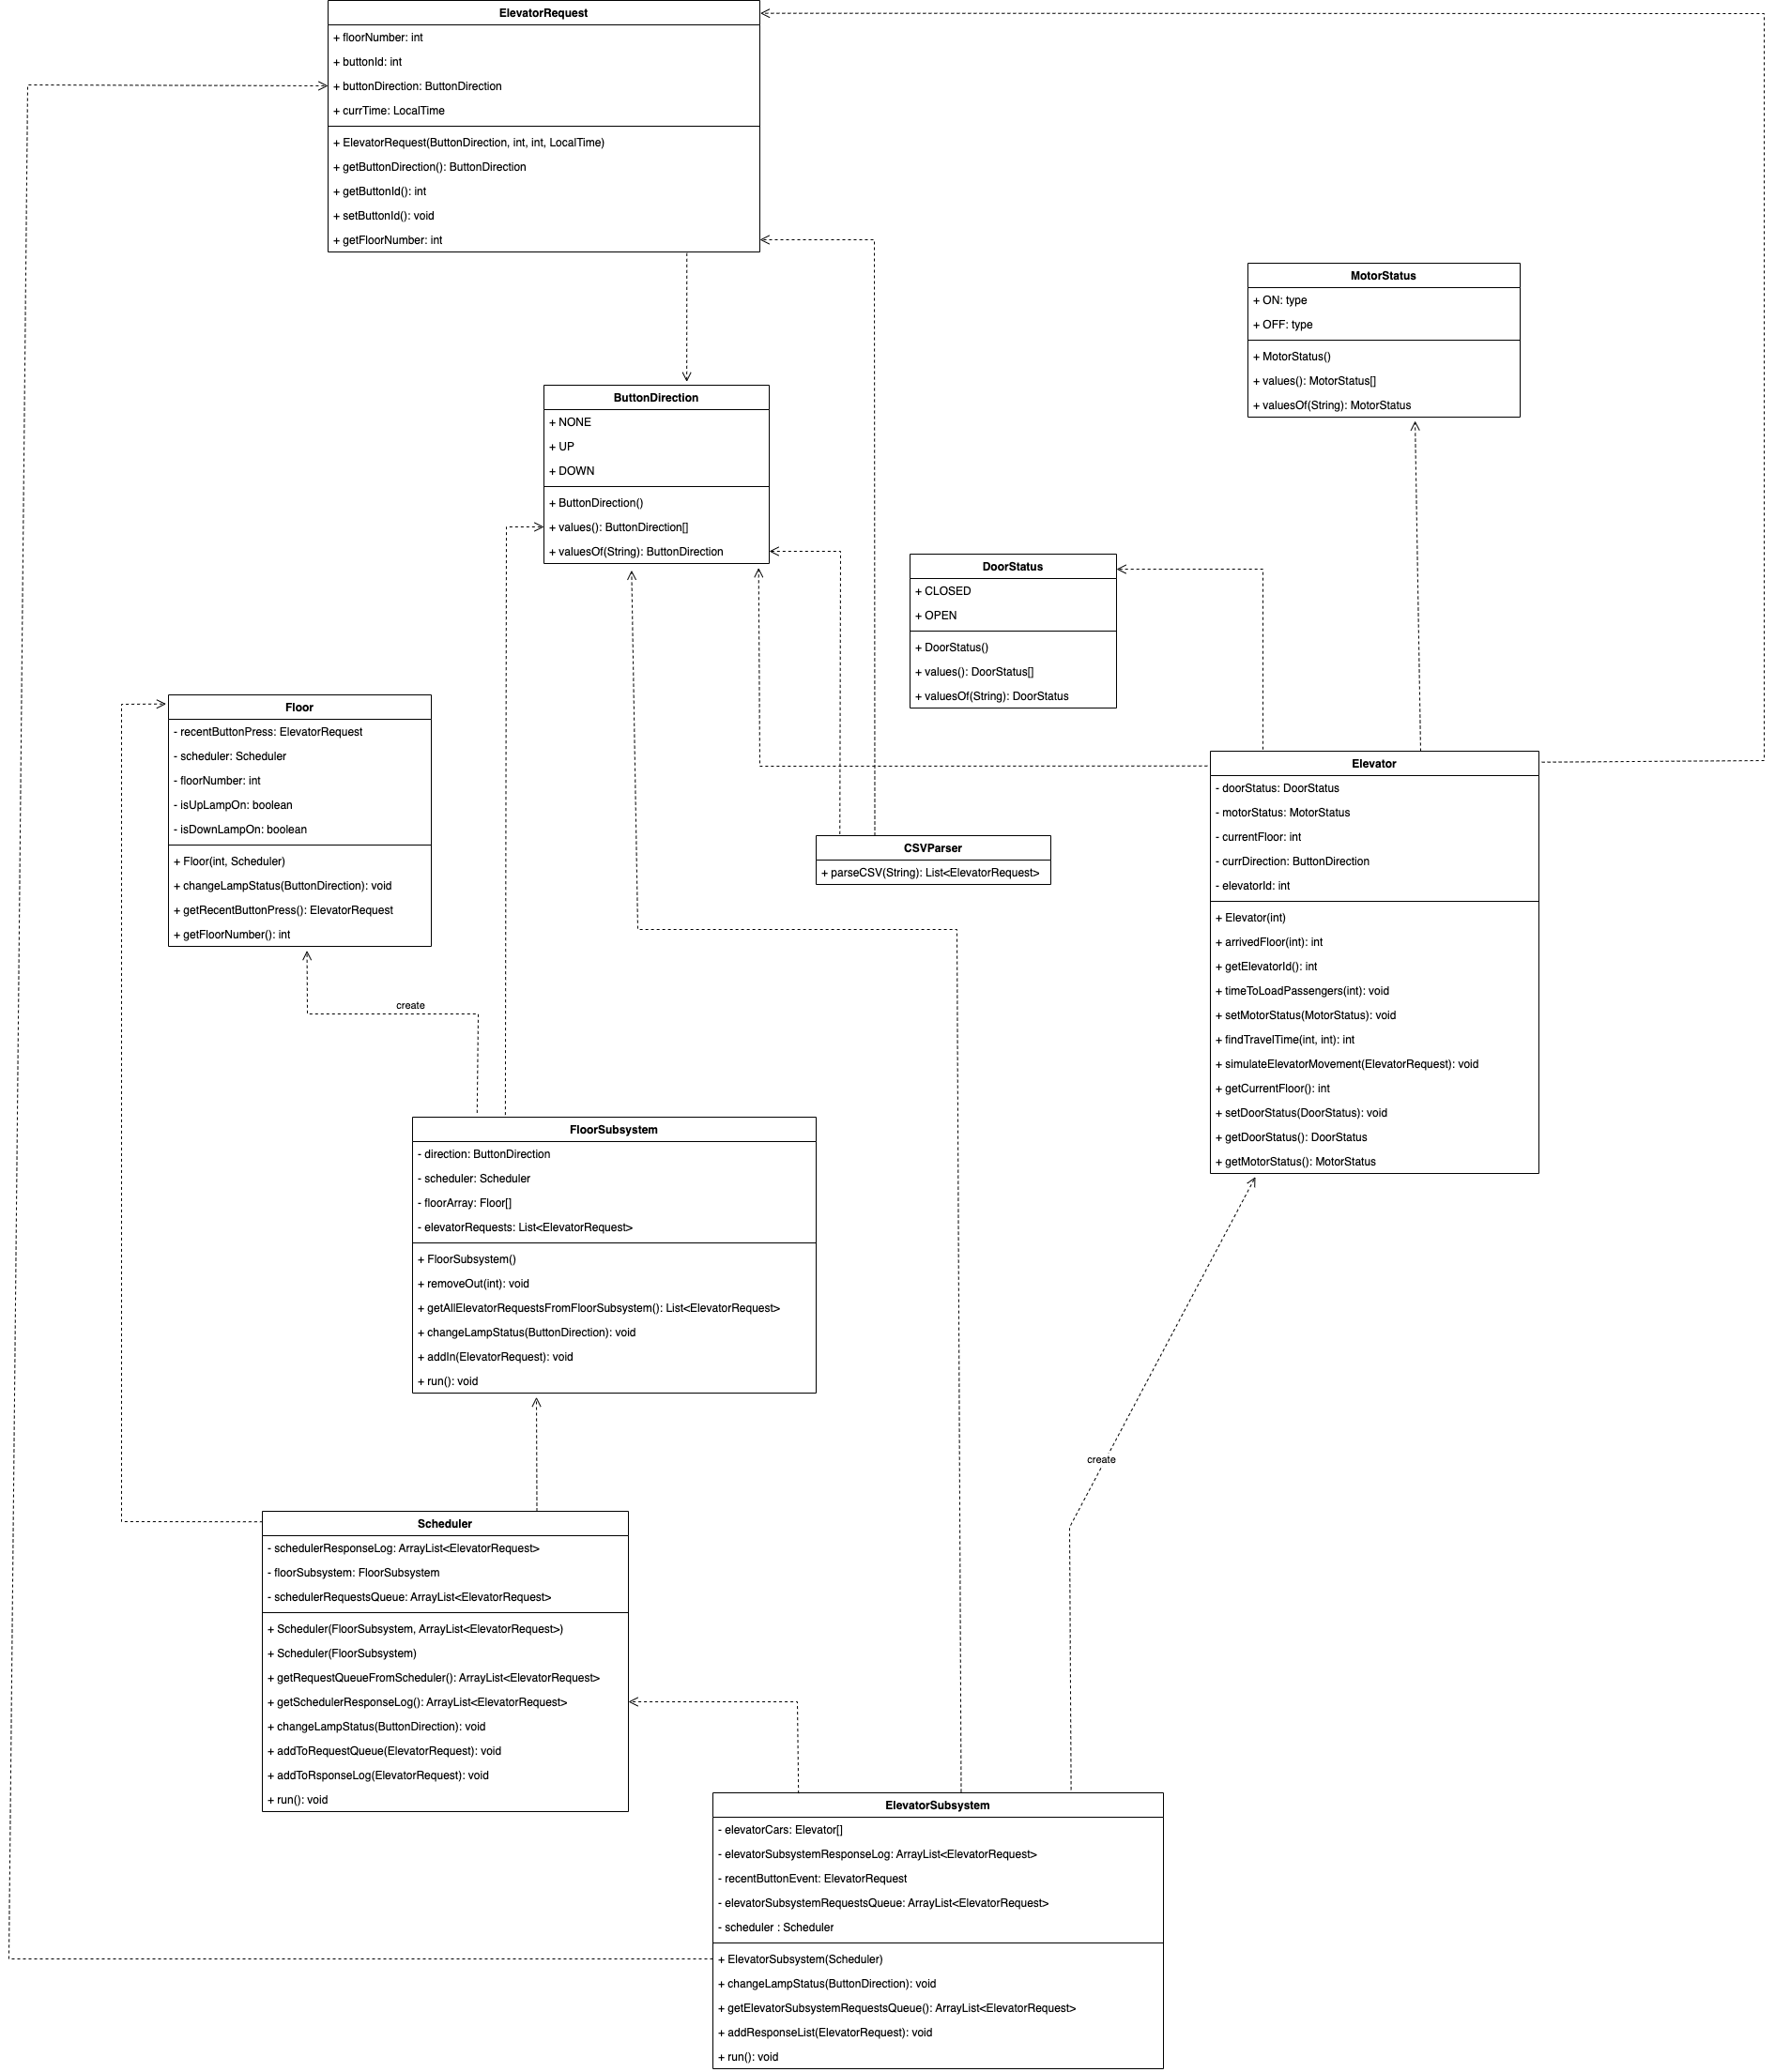 ElevatorRequest
+ floorNumber: int
+ buttonId: int
+ buttonDirection: ButtonDirection
+ currTime: LocalTime
+ ElevatorRequest(ButtonDirection, int, int, LocalTime)
+ getButtonDirection(): ButtonDirection
+ getButtonId(): int
+ setButtonId(): void
+ getFloorNumber: int
MotorStatus
+ ON: type
+ OFF: type
+ MotorStatus()
+ values(): MotorStatus[]
+ valuesOf(String): MotorStatus
ButtonDirection
+ NONE
+ UP
+ DOWN
+ ButtonDirection()
+ values(): ButtonDirection[]
+ valuesOf(String): ButtonDirection
DoorStatus
+ CLOSED
+ OPEN
+ DoorStatus()
+ values(): DoorStatus[]
+ valuesOf(String): DoorStatus
Floor
- recentButtonPress: ElevatorRequest
- scheduler: Scheduler
- floorNumber: int
- isUpLampOn: boolean
- isDownLampOn: boolean
+ Floor(int, Scheduler)
+ changeLampStatus(ButtonDirection): void
+ getRecentButtonPress(): ElevatorRequest
+ getFloorNumber(): int
CSVParser
+ parseCSV(String): List<ElevatorRequest>
Elevator
- doorStatus: DoorStatus
- motorStatus: MotorStatus
- currentFloor: int
- currDirection: ButtonDirection
- elevatorId: int
+ Elevator(int)
+ arrivedFloor(int): int
+ getElevatorId(): int
+ timeToLoadPassengers(int): void
+ setMotorStatus(MotorStatus): void
+ findTravelTime(int, int): int
+ simulateElevatorMovement(ElevatorRequest): void
+ getCurrentFloor(): int
+ setDoorStatus(DoorStatus): void
+ getDoorStatus(): DoorStatus
+ getMotorStatus(): MotorStatus
create
FloorSubsystem
- direction: ButtonDirection
- scheduler: Scheduler
- floorArray: Floor[]
- elevatorRequests: List<ElevatorRequest>
+ FloorSubsystem()
+ removeOut(int): void
+ getAllElevatorRequestsFromFloorSubsystem(): List<ElevatorRequest>
+ changeLampStatus(ButtonDirection): void
+ addIn(ElevatorRequest): void
+ run(): void
create
Scheduler
- schedulerResponseLog: ArrayList<ElevatorRequest>
- floorSubsystem: FloorSubsystem
- schedulerRequestsQueue: ArrayList<ElevatorRequest>
+ Scheduler(FloorSubsystem, ArrayList<ElevatorRequest>)
+ Scheduler(FloorSubsystem)
+ getRequestQueueFromScheduler(): ArrayList<ElevatorRequest>
+ getSchedulerResponseLog(): ArrayList<ElevatorRequest>
+ changeLampStatus(ButtonDirection): void
+ addToRequestQueue(ElevatorRequest): void
+ addToRsponseLog(ElevatorRequest): void
+ run(): void
ElevatorSubsystem
- elevatorCars: Elevator[]
- elevatorSubsystemResponseLog: ArrayList<ElevatorRequest>
- recentButtonEvent: ElevatorRequest
- elevatorSubsystemRequestsQueue: ArrayList<ElevatorRequest>
- scheduler : Scheduler
+ ElevatorSubsystem(Scheduler)
+ changeLampStatus(ButtonDirection): void
+ getElevatorSubsystemRequestsQueue(): ArrayList<ElevatorRequest>
+ addResponseList(ElevatorRequest): void
+ run(): void